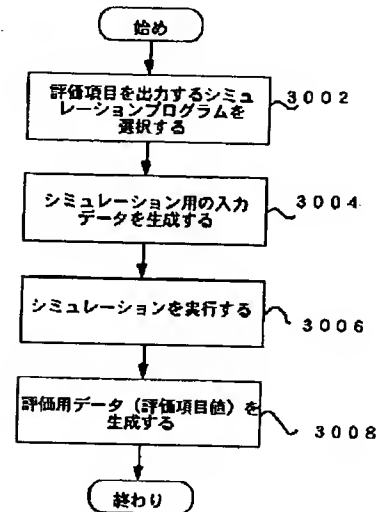 始め
評価項目を出力するシミュ
レーションプログラムを
選択する
3002
シミュレーション用の入力
データを生成する
3004
シミュレーションを実行する
3006
評価用データ(評価項目値)を
生成する
3008
終わり